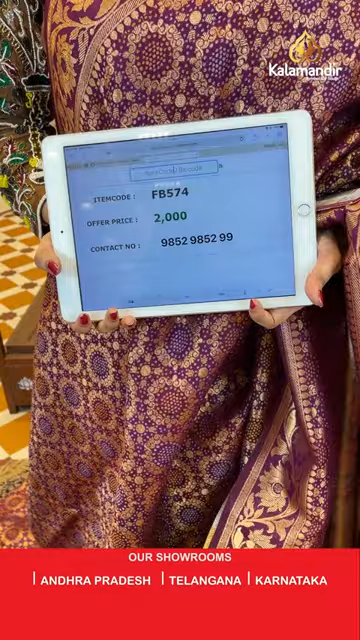 Kalamandir
ITEMCODE : FB574
OFFER PRICE : 2,000
CONTACT NO : 9852 9852 99
OUR SHOWROOMS
| ANDHRA PRADESH | TELANGANA | KARNATAKA